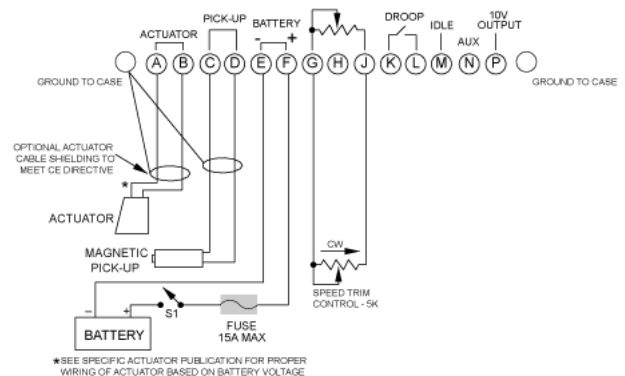 PICK-UP
BATTERY
DROOP
10V
OUTPUT
ACTUATOR
- +
IDLE
AUX
A B C D E F G H J K L M N P
GROUND TO CASE
GROUND TO CASE
OPTIONAL ACTUATOR
CABLE SHIELDING TO
MEET CE DIRECTIVE
*
ACTUATOR
MAGNETIC
PICK-UP
CW
SPEED TRIM
CONTROL - 5K
- +
S1
BATTERY
FUSE
15A MAX
*SEE SPECIFIC ACTUATOR PUBLICATION FOR PROPER
WIRING OF ACTUATOR BASED ON BATTERY VOLTAGE